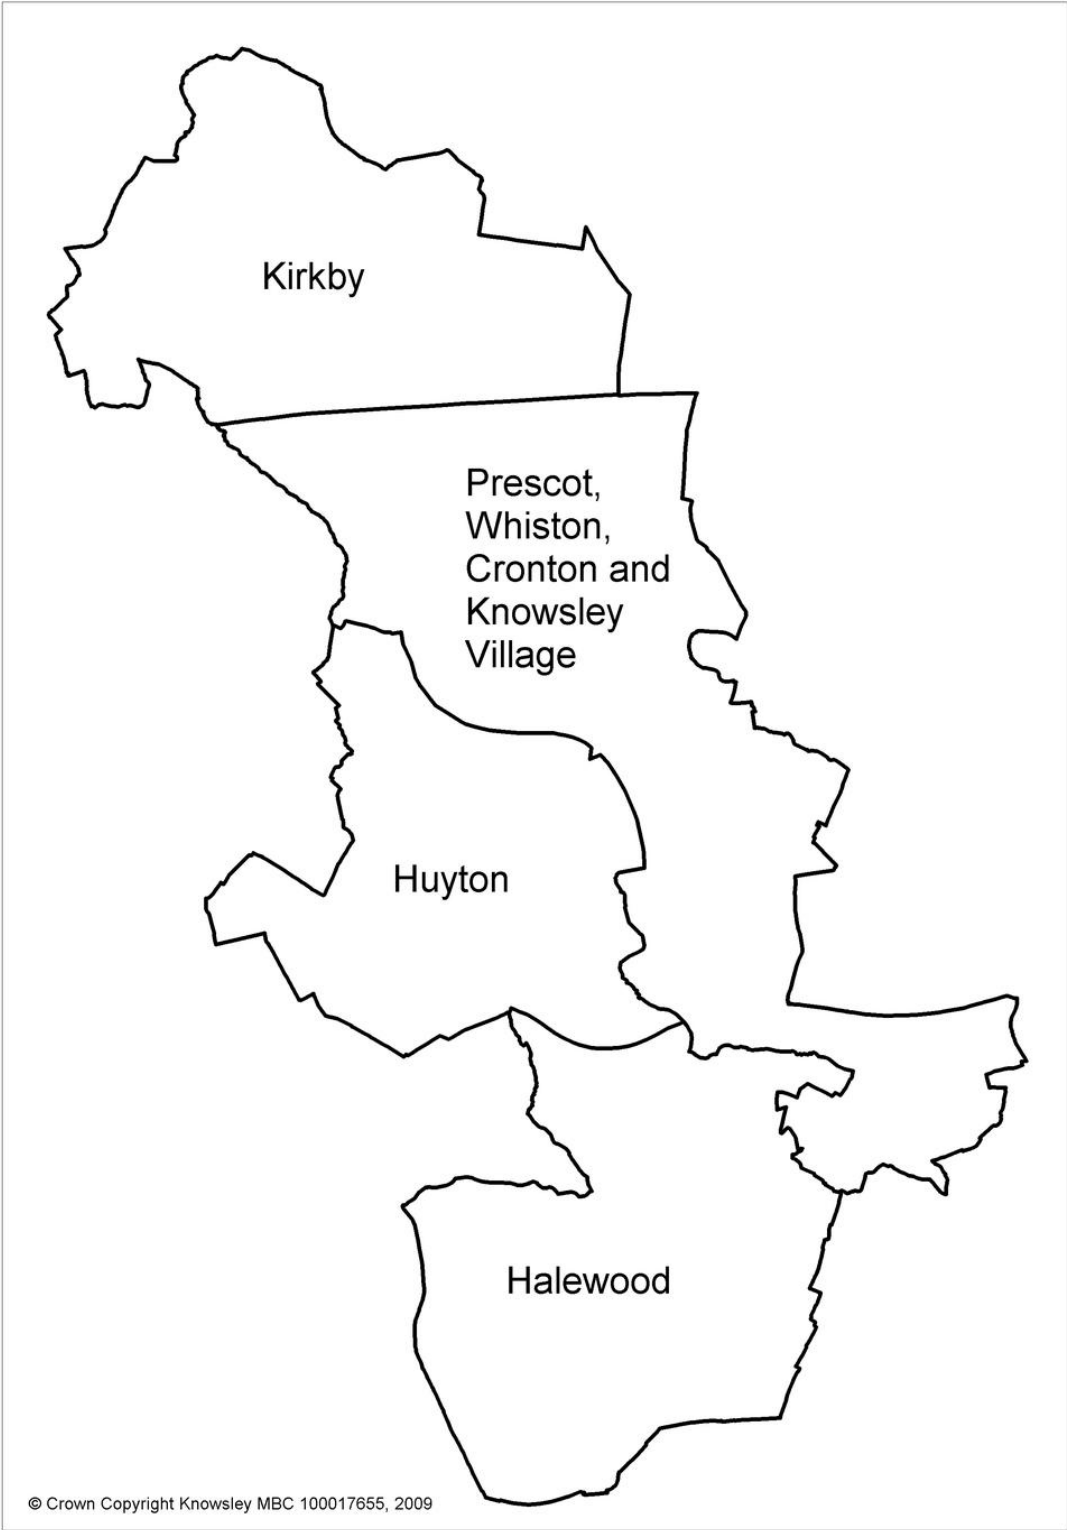 Kirkby
Prescot,
Whiston,
Cronton and
Knowsley
Village
Huyton
Halewood
© Crown Copyright Knowsley MBC 100017655, 2009